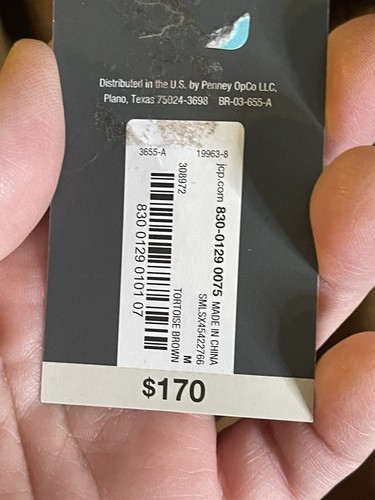 Distributed in the U.S. by Penney OpCo LLC,
Plano, Texas 75024-3698 BR-03-655-A
3655-A 19963-8
jcp.com 830-0129 0075 MADE IN CHINA
SMLSX45422766
308972
TORTOISE BROWN
M
830 0129 0101 07
$170